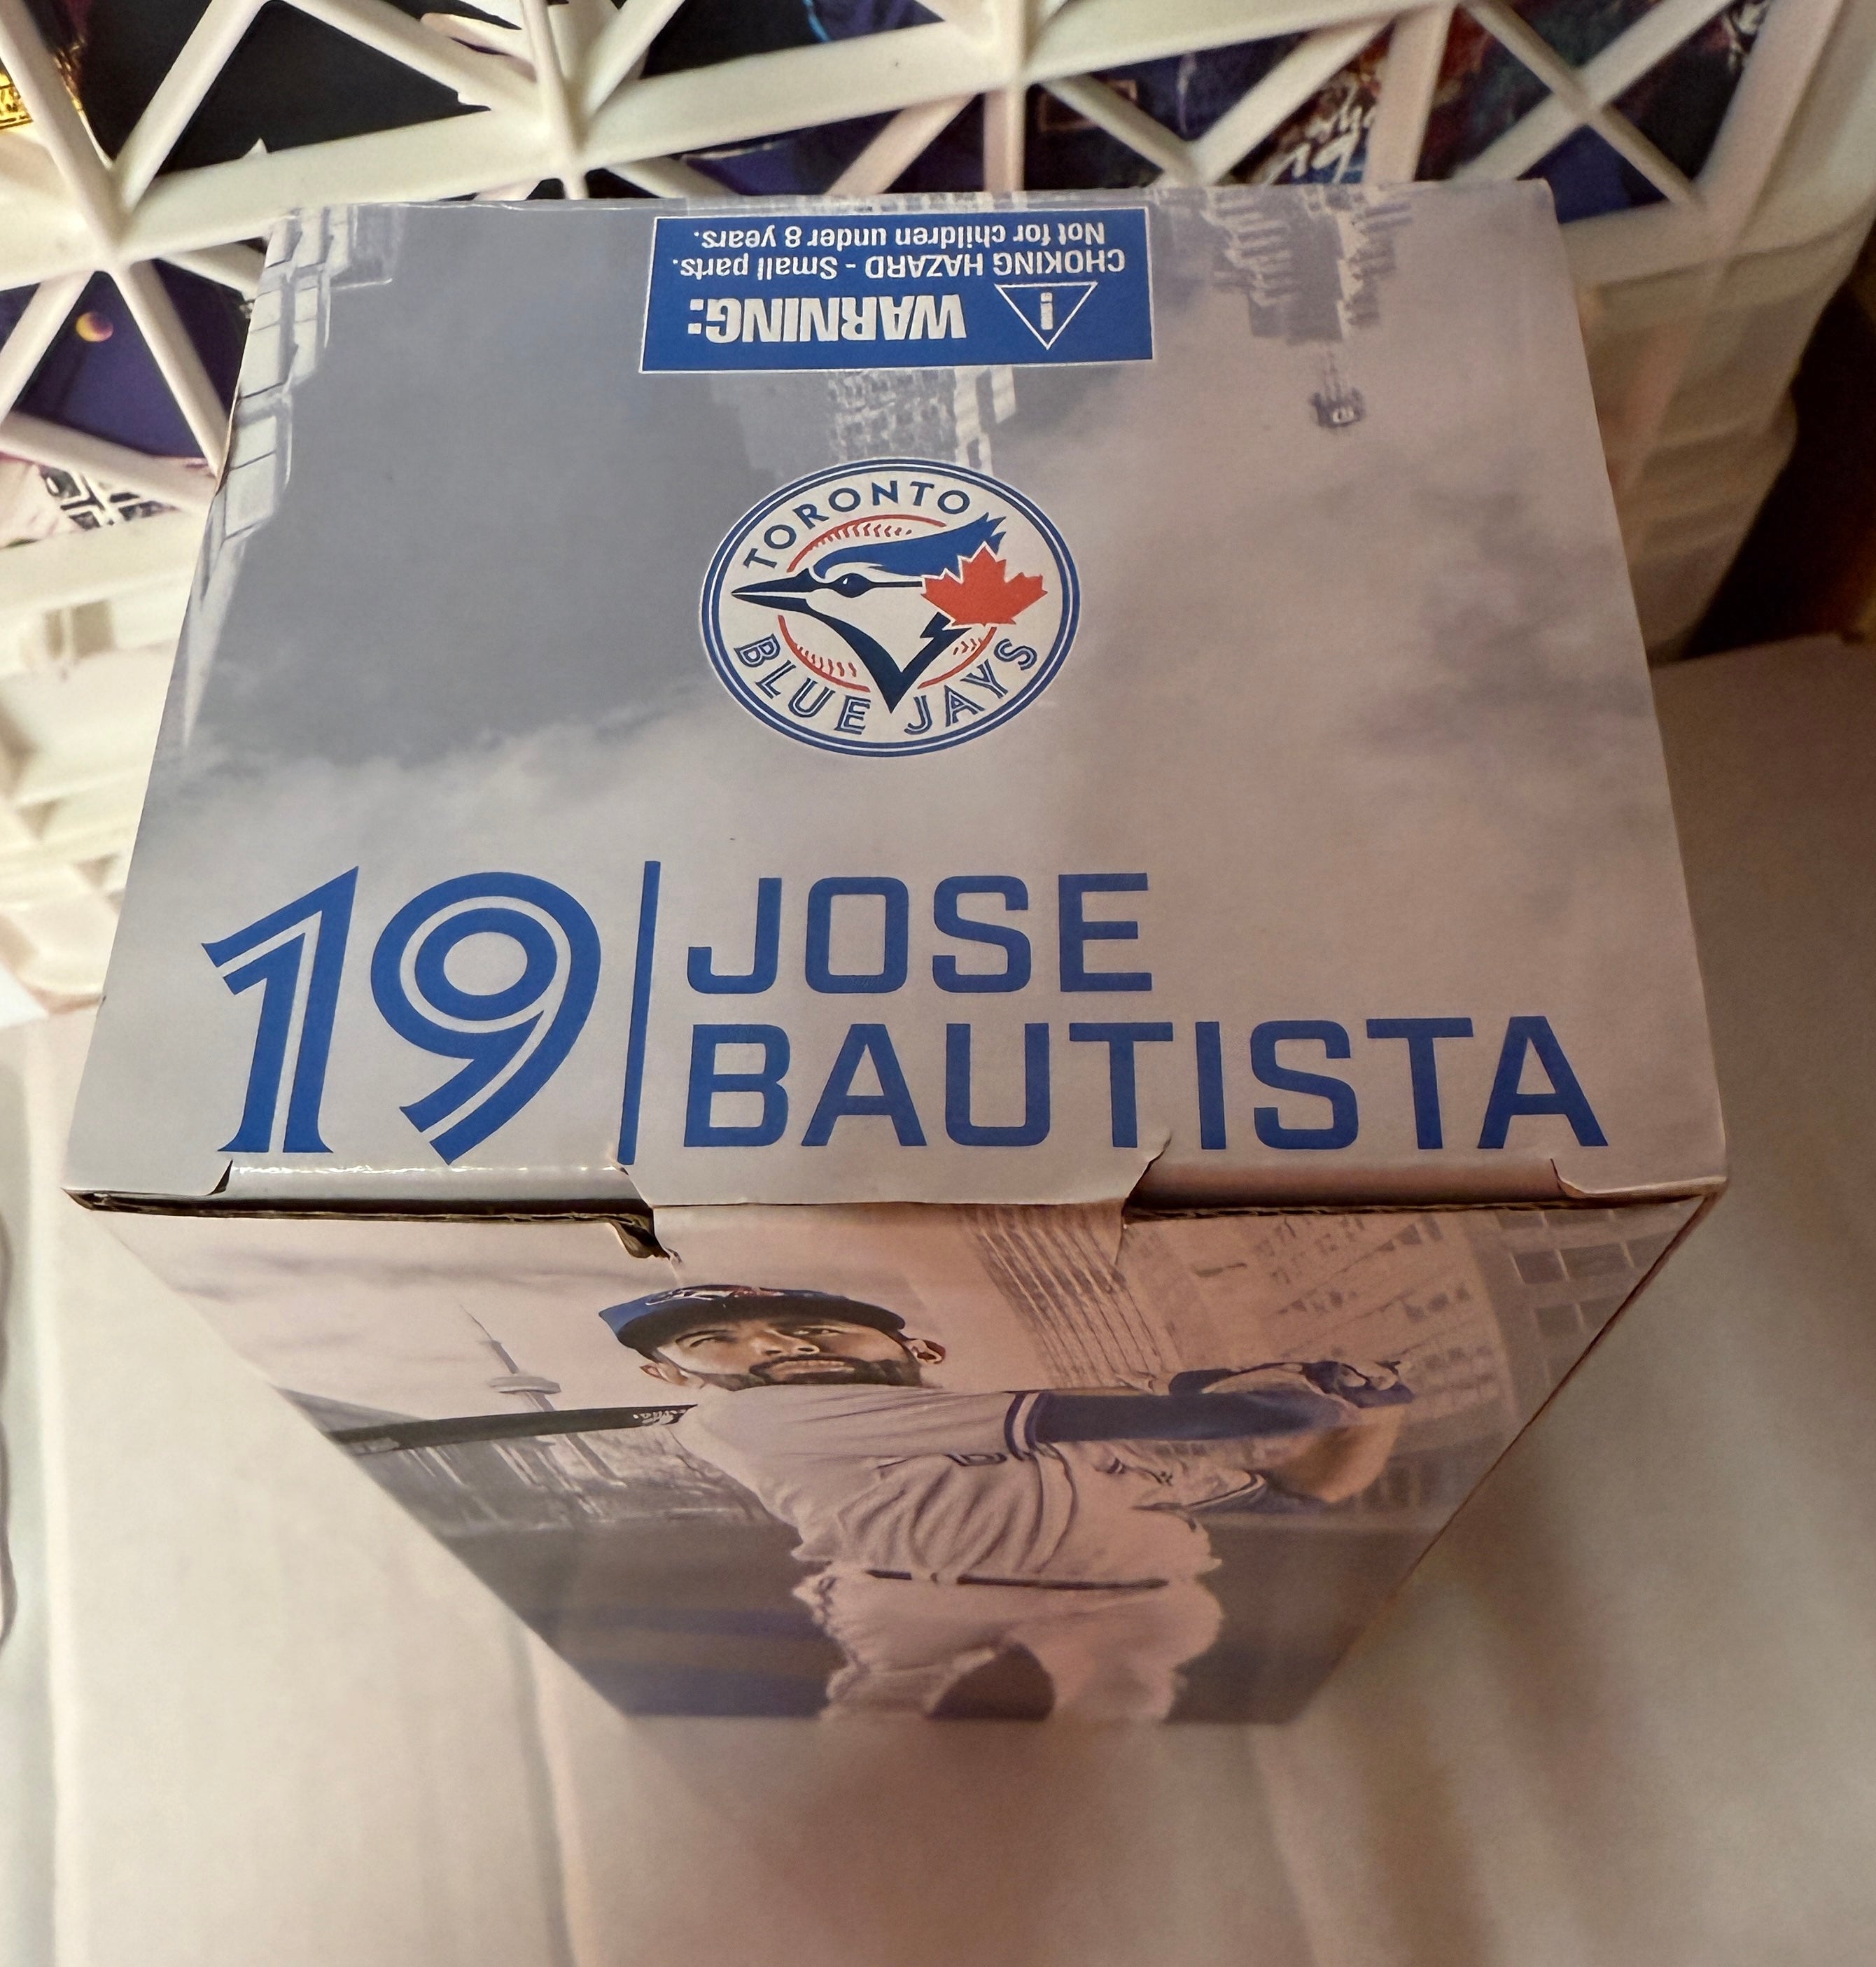 WARNING:
CHOKING HAZARD - Small parts.
Not for children under 8 years.
TORONTO
BLUE JAYS
19
JOSE
BAUTISTA